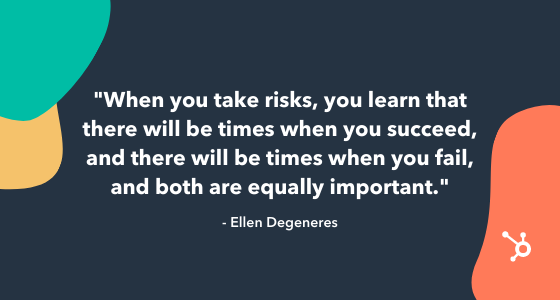 "When you take risks, you learn that
there will be times when you succeed,
and there will be times when you fail,
and both are equally important."
- Ellen Degeneres